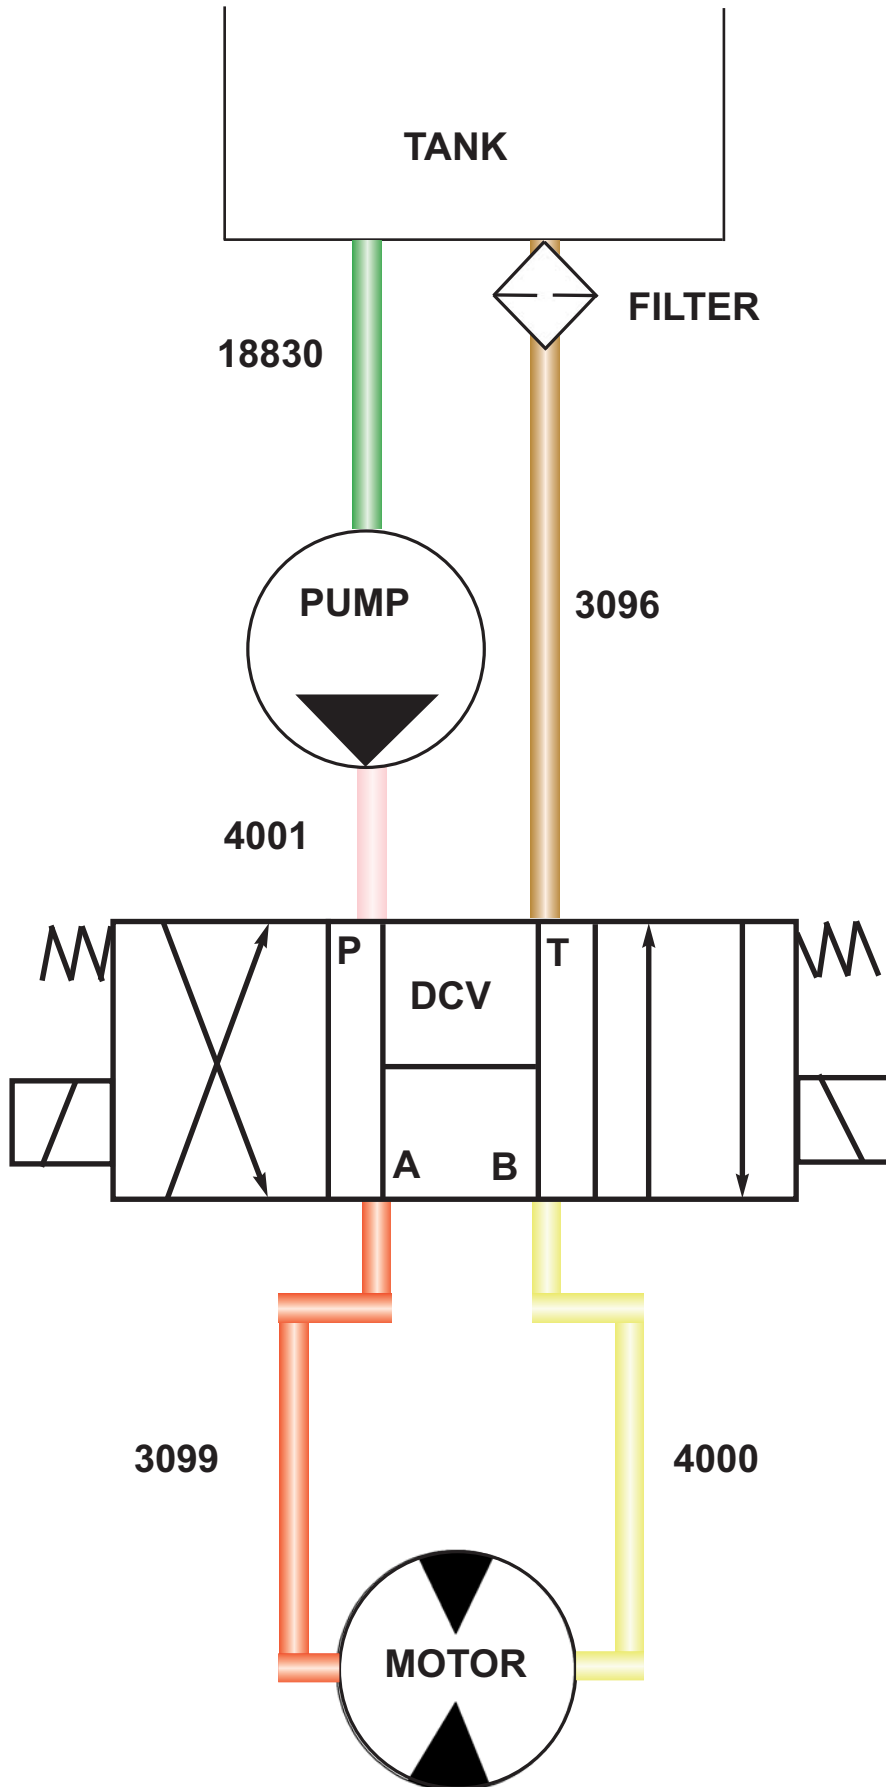 TANK
FILTER
18830
PUMP
3096
4001
P
T
DCV
A
B
3099
4000
MOTOR